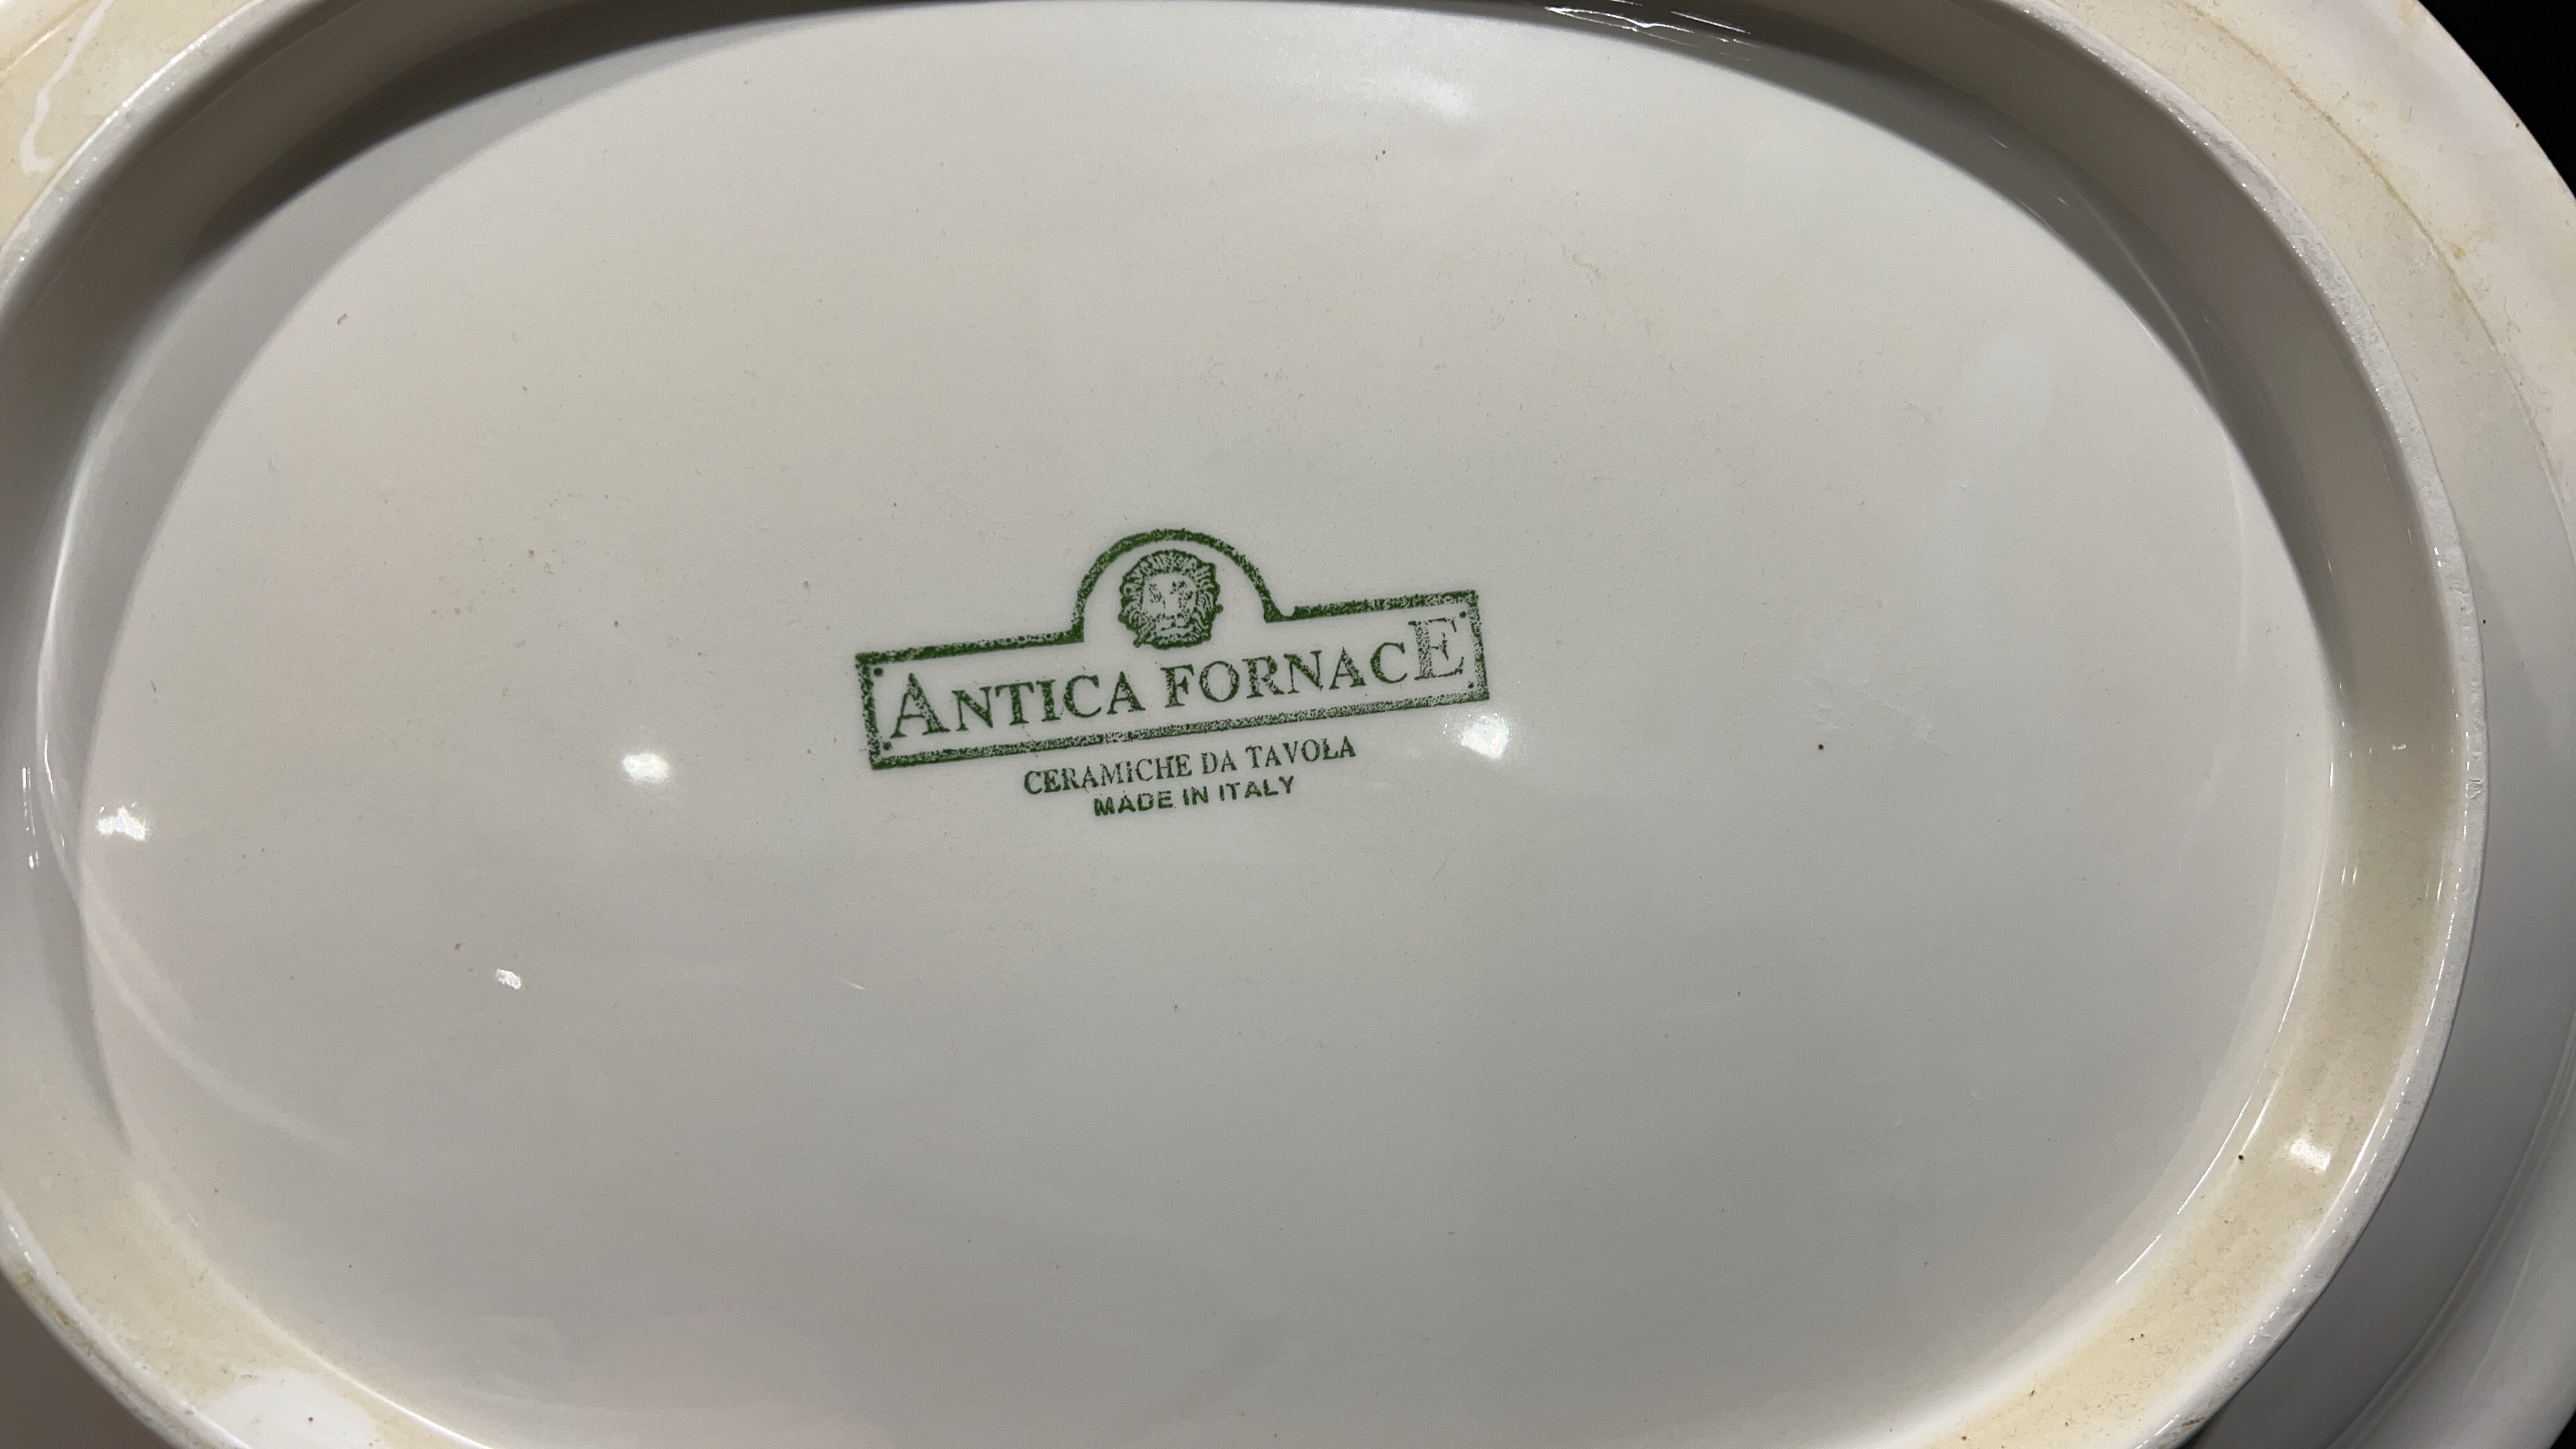 ANTICA FORNACE
CERAMICHE DA TAVOLA
MADE IN ITALY